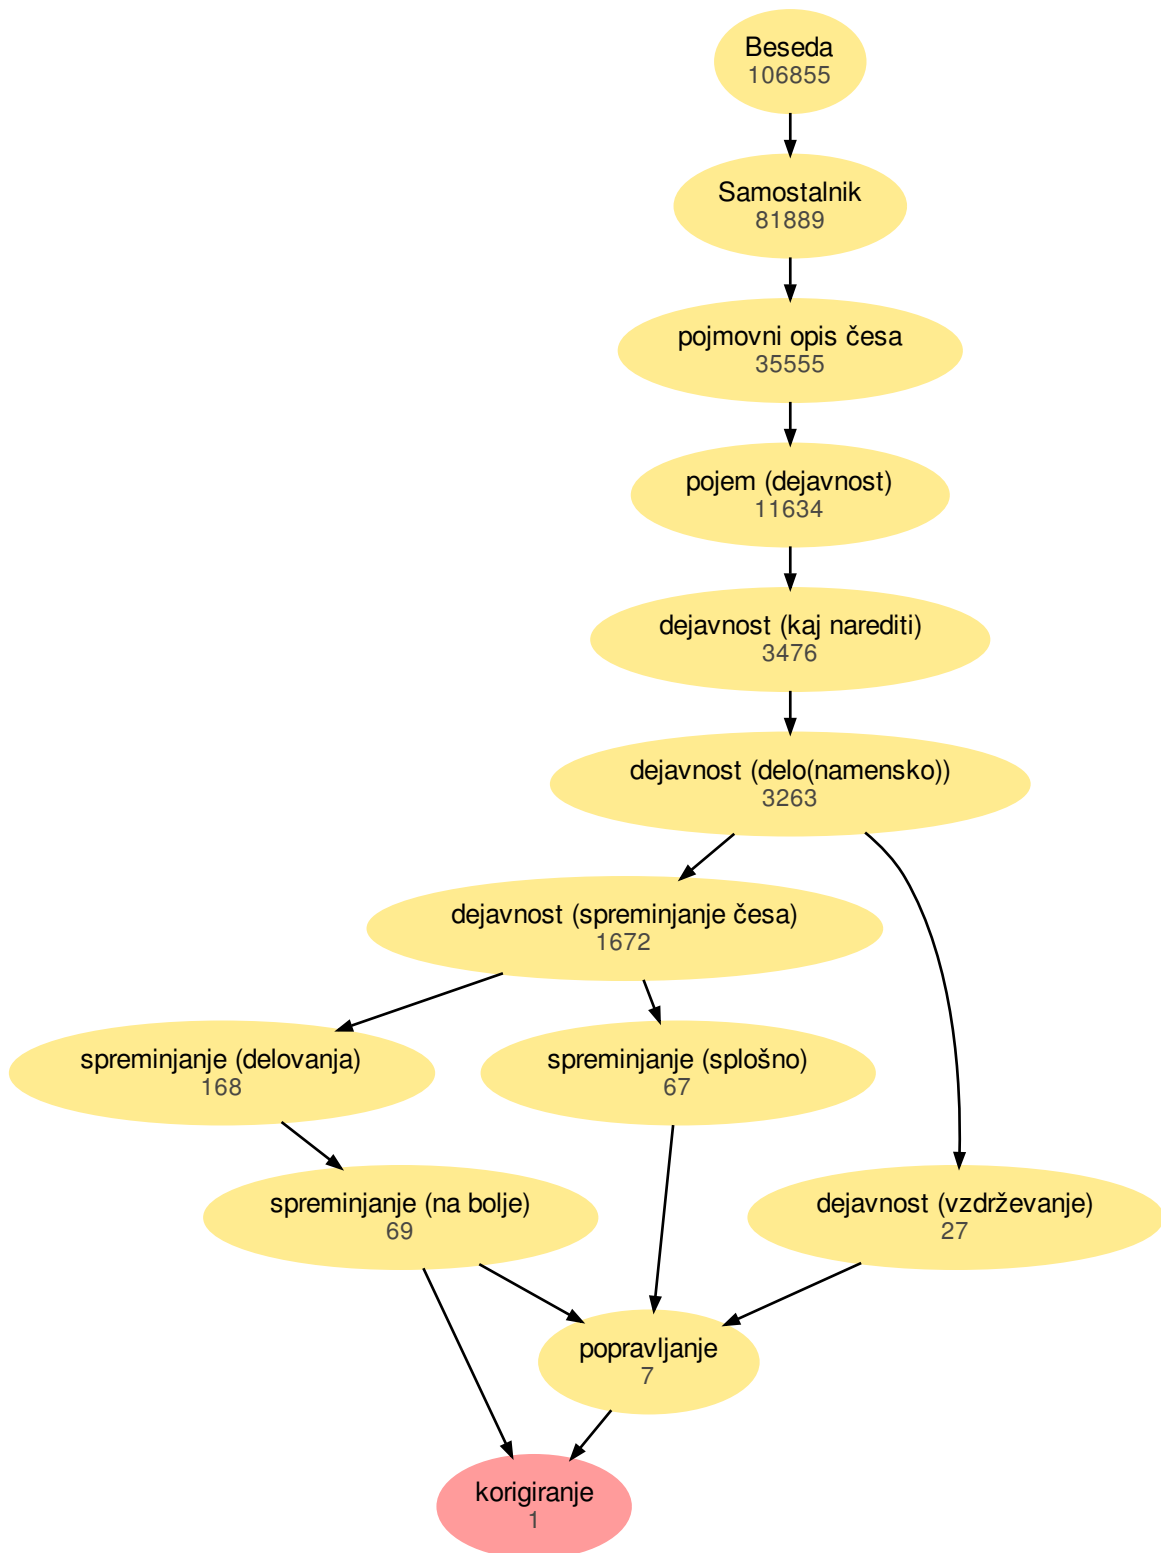 Beseda
106855
Samostalnik
81889
pojmovni opis česa
35555
pojem (dejavnost)
11634
dejavnost (kaj narediti)
3476
dejavnost (delo(namensko))
3263
dejavnost (spreminjanje česa)
1672
spreminjanje (delovanja)
168
spreminjanje (splošno)
67
spreminjanje (na bolje)
69
dejavnost (vzdrževanje)
27
popravljanje
7
korigiranje
1